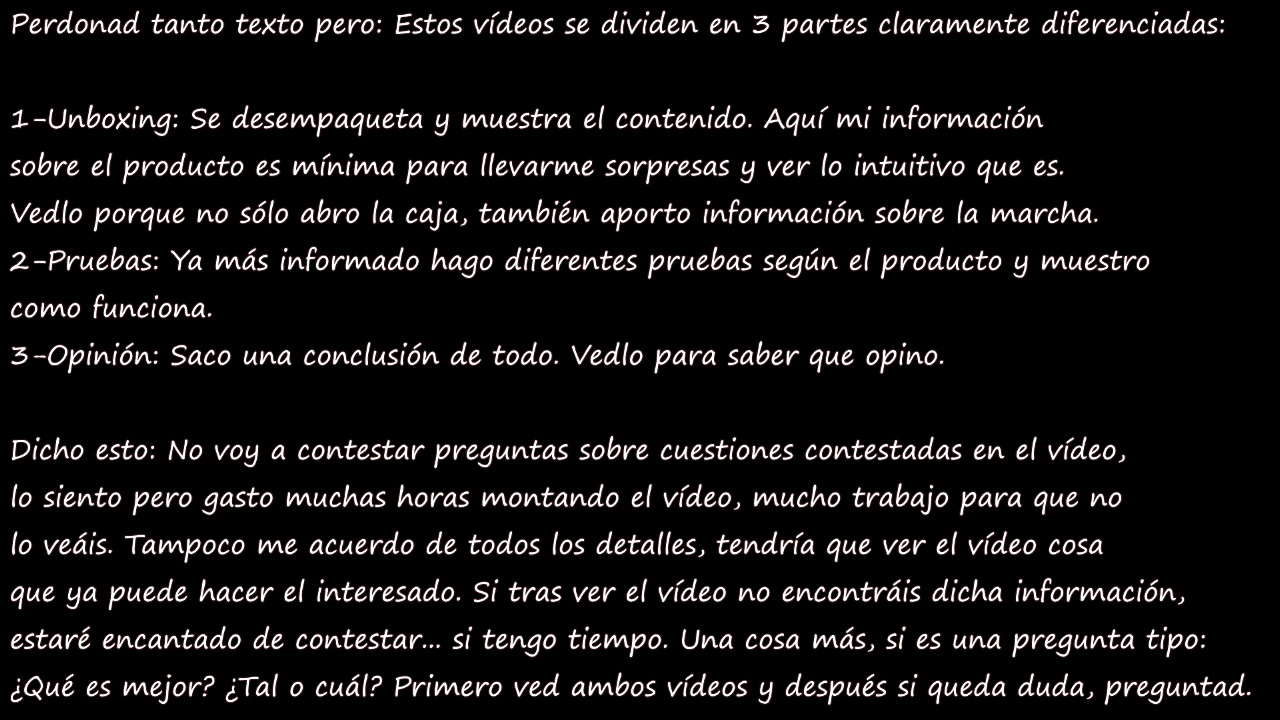 Perdonad tanto texto pero: Estos vídeos se dividen en 3 partes claramente diferenciadas:
1-Unboxing: Se desempaqueta y muestra el contenido. Aquí mi información
sobre el producto es mínima para llevarme sorpresas y ver lo intuitivo que es.
Vedlo porque no sólo abro la caja, también aporto información sobre la marcha.
2-Pruebas: Ya más informado hago diferentes pruebas según el producto y muestro
como funciona.
3-Opinión: Saco una conclusión de todo. Vedlo para saber que opino.
Dicho esto: No voy a contestar preguntas sobre cuestiones contestadas en el vídeo,
lo siento pero gasto muchas horas montando el vídeo, mucho trabajo para que no
lo veáis. Tampoco me acuerdo de todos los detalles, tendría que ver el vídeo cosa
que ya puede hacer el interesado. Si tras ver el vídeo no encontráis dicha información,
estaré encantado de contestar... si tengo tiempo. Una cosa más, si es una pregunta tipo:
¿Qué es mejor? ¿Tal o cuál? Primero ved ambos vídeos y después si queda duda, preguntad.